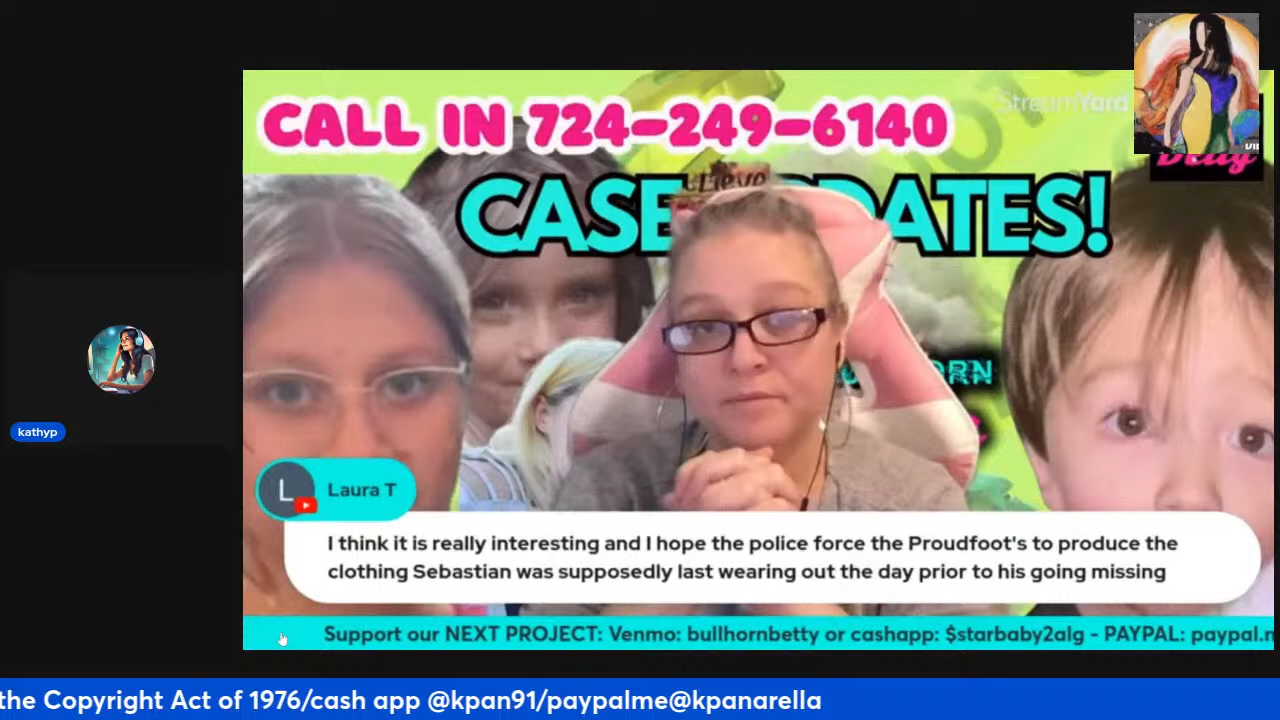 CALL IN 724-249-6140
StreamYard
CASE
DATES!
kathyp
L
Laura T
I think it is really interesting and I hope the police force the Proudfoot's to produce the
clothing Sebastian was supposedly last wearing out the day prior to his going missing
Support our NEXT PROJECT: Venmo: bullhornbetty or cashapp: $starbaby2alg - PAYPAL: paypal.
the Copyright Act of 1976/cash app @kpan91/paypalme@kpanarella